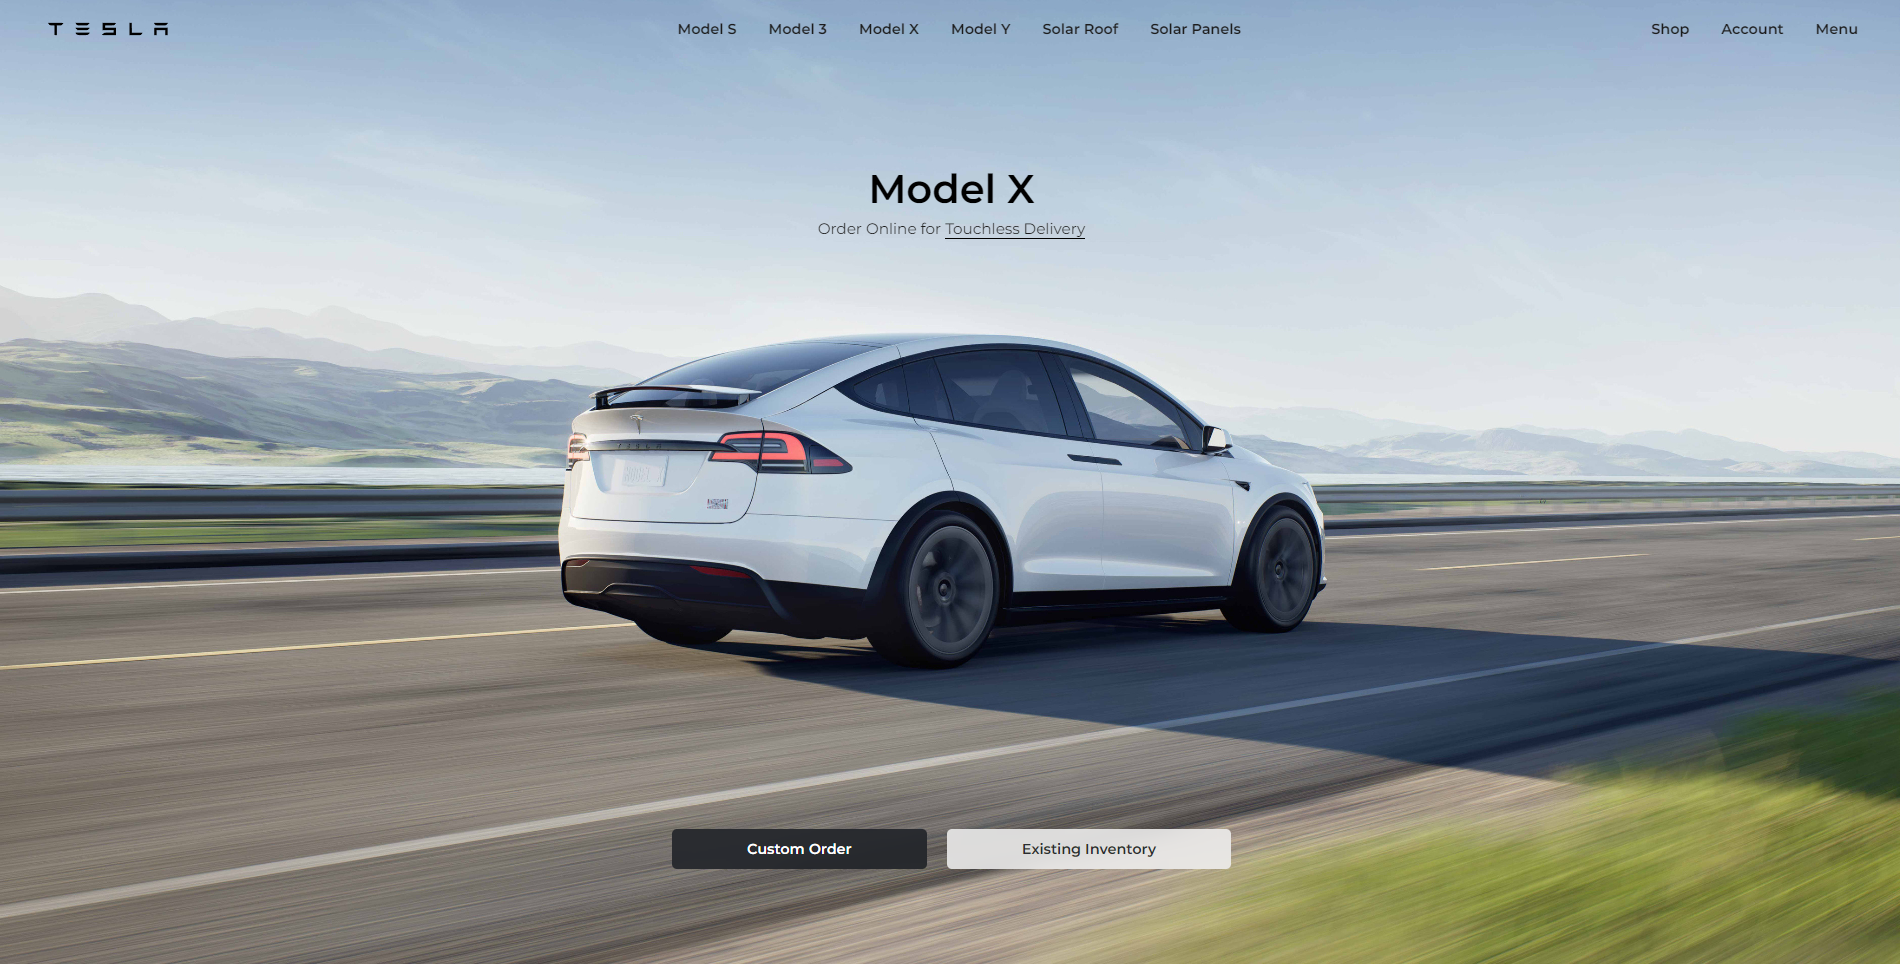 TESLA Model S Model 3 Model X Model Y Solar Roof Solar Panels Shop Account Menu
Model X
Order Online for Touchless Delivery
TESLA
Custom Order Existing Inventory